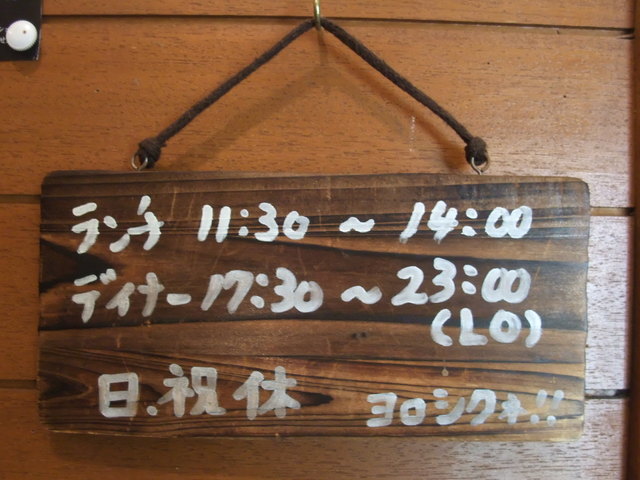 ランチ 11:30 ~ 14:00
ディナー 17:30 ~ 23:00
(LO)
日.祝休
ヨロシクネ!!